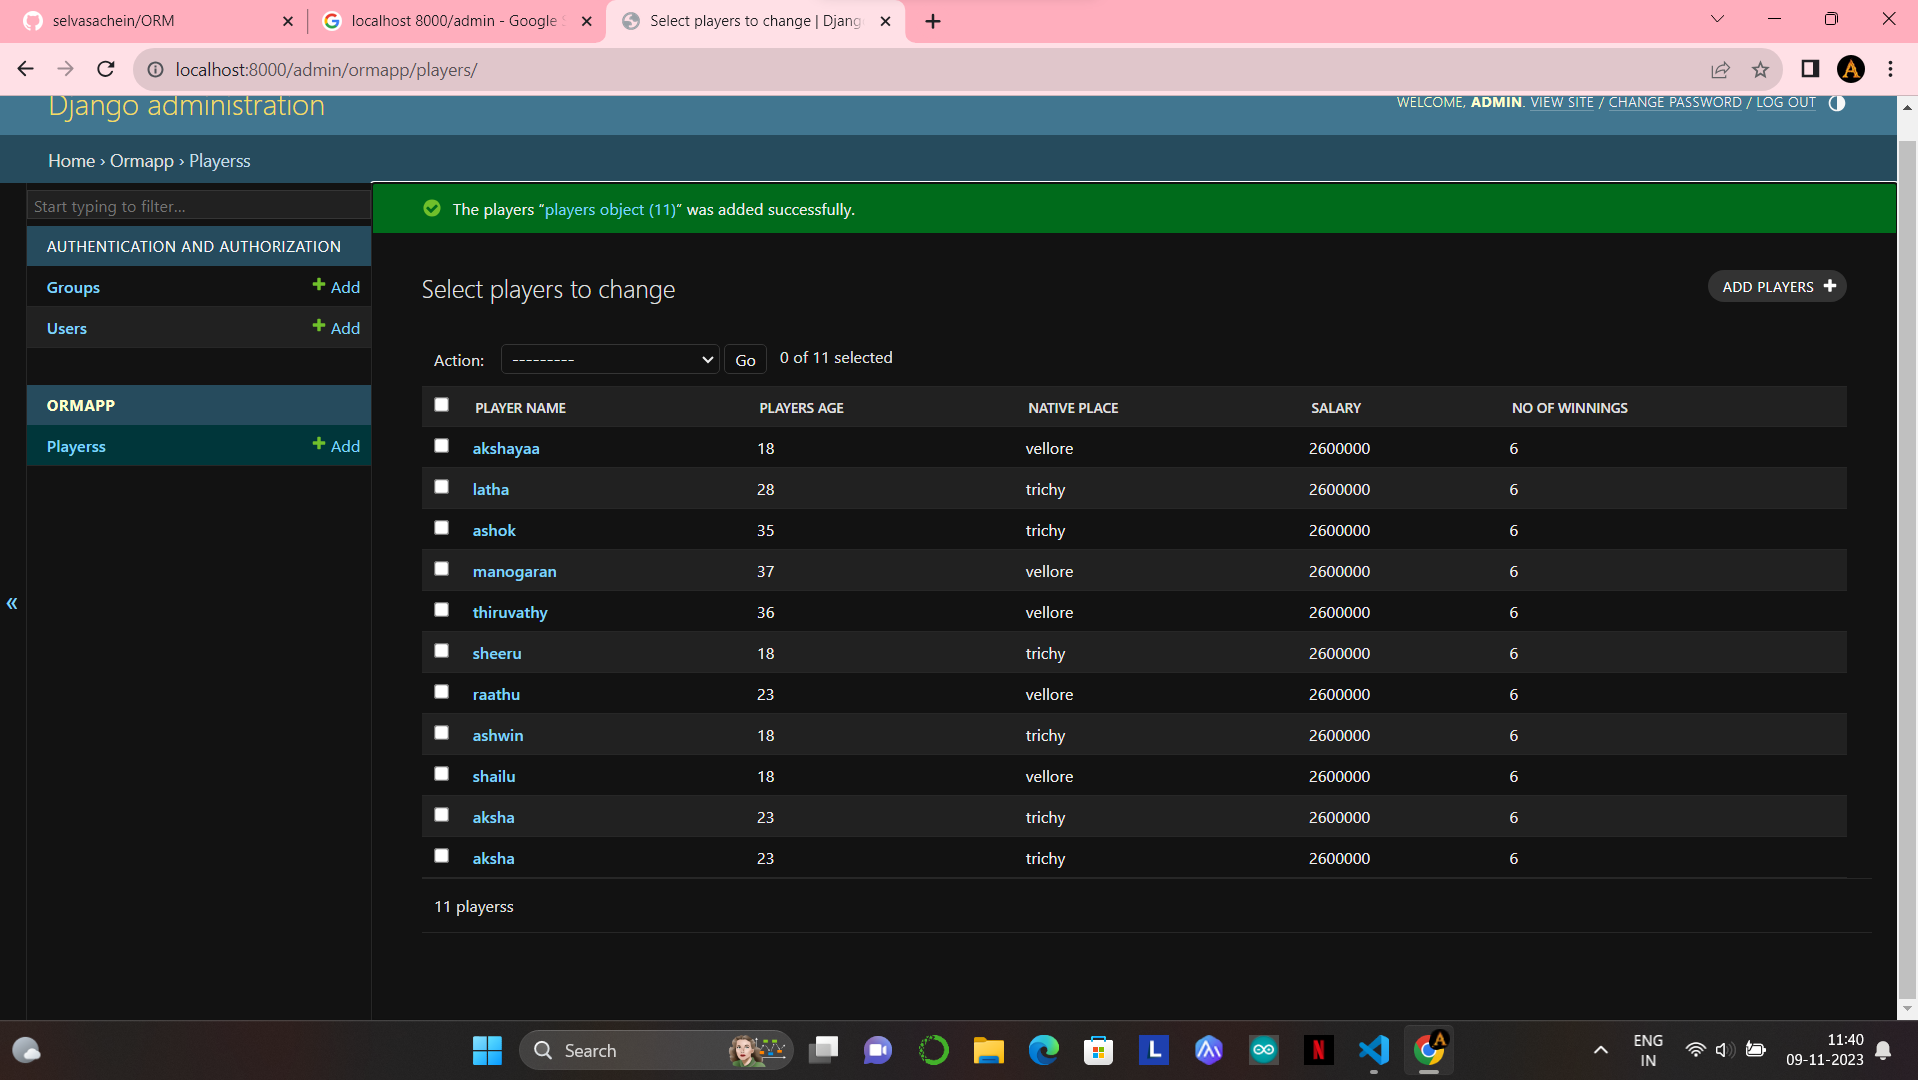 selvasachein/ORM
localhost 8000/admin - Google S
Select players to change | Djang
localhost:8000/admin/ormapp/players/
Django administration
WELCOME, ADMIN. VIEW SITE / CHANGE PASSWORD / LOG OUT
Home › Ormapp › Playerss
Start typing to filter...
AUTHENTICATION AND AUTHORIZATION
Groups + Add
Users + Add
ORMAPP
Playerss + Add
«
The players “players object (11)” was added successfully.
Select players to change
ADD PLAYERS +
Action: --------- Go 0 of 11 selected
PLAYER NAME PLAYERS AGE NATIVE PLACE SALARY NO OF WINNINGS
akshayaa 18 vellore 2600000 6
latha 28 trichy 2600000 6
ashok 35 trichy 2600000 6
manogaran 37 vellore 2600000 6
thiruvathy 36 vellore 2600000 6
sheeru 18 trichy 2600000 6
raathu 23 vellore 2600000 6
ashwin 18 trichy 2600000 6
shailu 18 vellore 2600000 6
aksha 23 trichy 2600000 6
aksha 23 trichy 2600000 6
11 playerss
Search
ENG
IN
11:40
09-11-2023